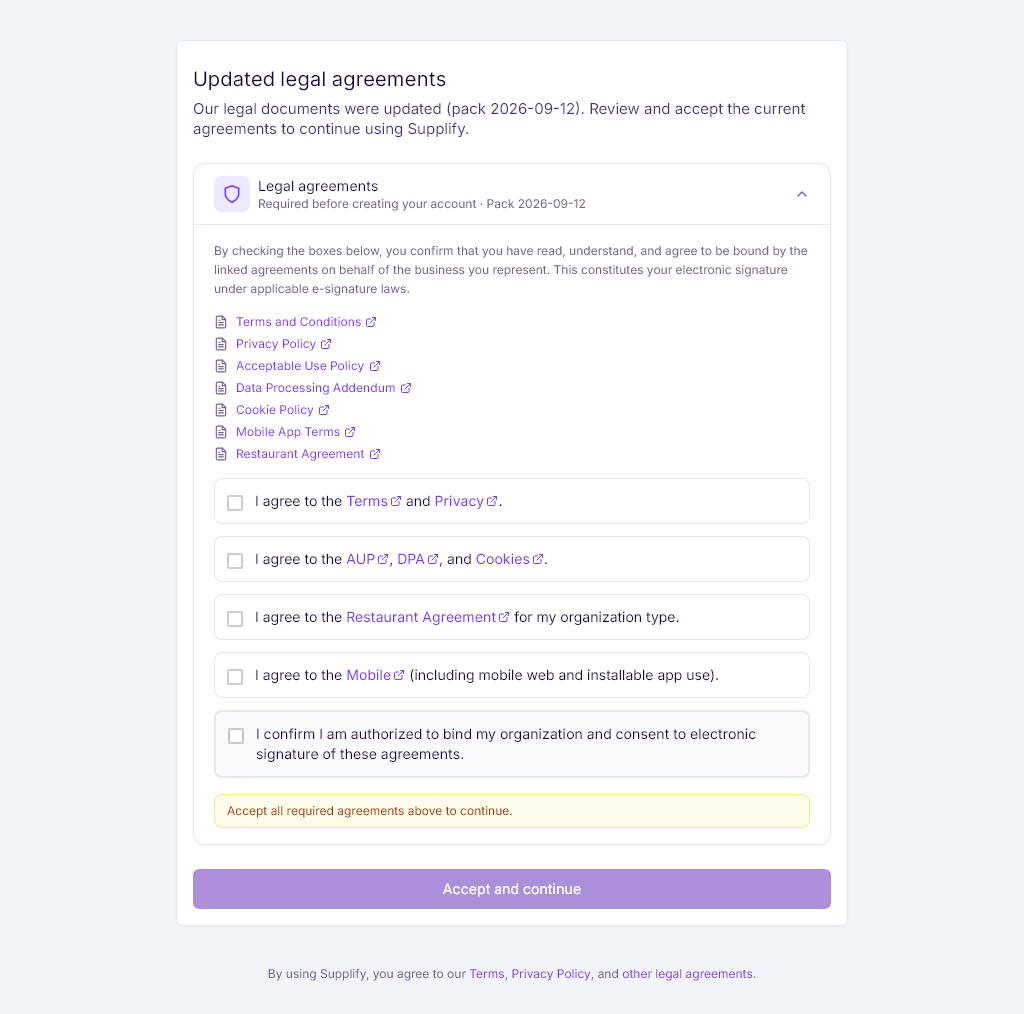 Updated legal agreements
Our legal documents were updated (pack 2026-09-12). Review and accept the current
agreements to continue using Supplify.
Legal agreements
Required before creating your account · Pack 2026-09-12
By checking the boxes below, you confirm that you have read, understand, and agree to be bound by the
linked agreements on behalf of the business you represent. This constitutes your electronic signature
under applicable e-signature laws.
Terms and Conditions
Privacy Policy
Acceptable Use Policy
Data Processing Addendum
Cookie Policy
Mobile App Terms
Restaurant Agreement
I agree to the Terms and Privacy.
I agree to the AUP, DPA, and Cookies.
I agree to the Restaurant Agreement for my organization type.
I agree to the Mobile (including mobile web and installable app use).
I confirm I am authorized to bind my organization and consent to electronic
signature of these agreements.
Accept all required agreements above to continue.
Accept and continue
By using Supplify, you agree to our Terms, Privacy Policy, and other legal agreements.